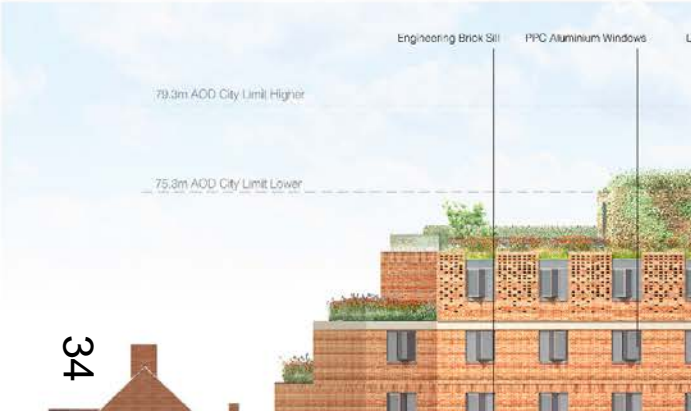 Engineering Brick Sill
PPC Aluminium Windows
L
79.3m AOD City Limit Higher
75.3m AOD City Limit Lower
34